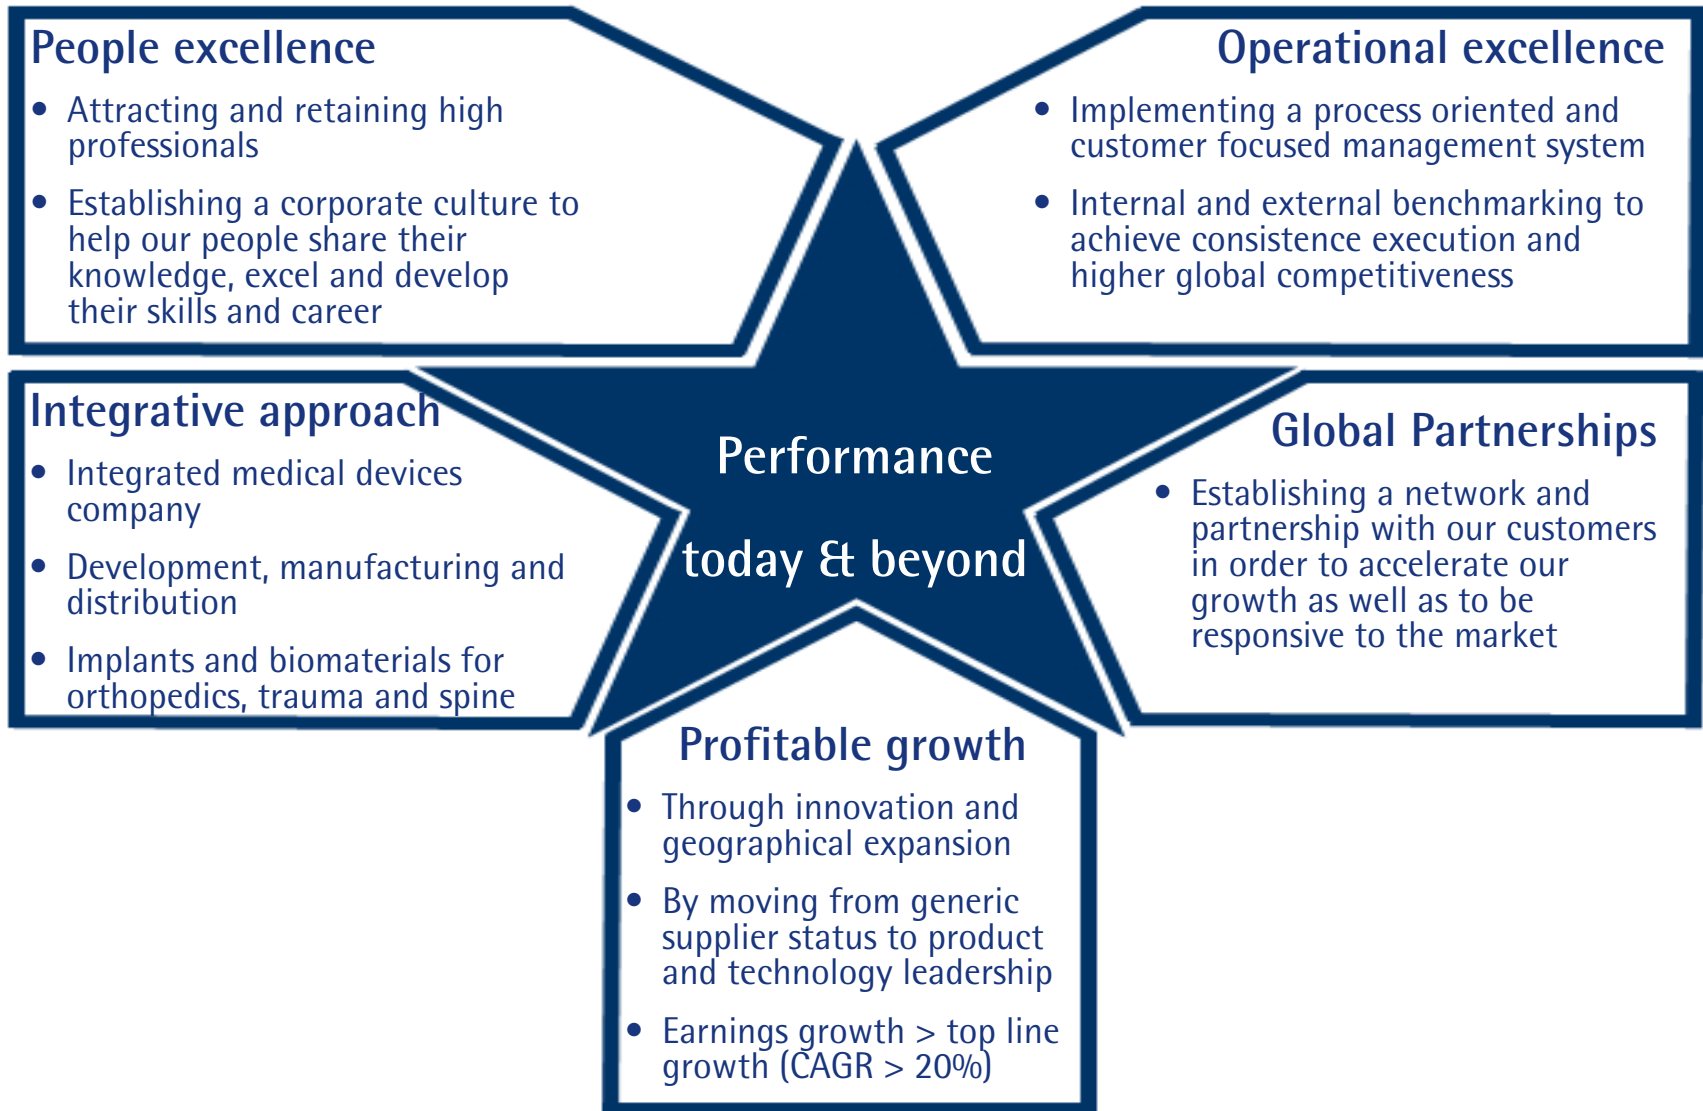 People excellence
• Attracting and retaining high
professionals
• Establishing a corporate culture to
help our people share their
knowledge, excel and develop
their skills and career
Operational excellence
• Implementing a process oriented and
customer focused management system
• Internal and external benchmarking to
achieve consistence execution and
higher global competitiveness
Integrative approach
• Integrated medical devices
company
• Development, manufacturing and
distribution
• Implants and biomaterials for
orthopedics, trauma and spine
Performance
today & beyond
Global Partnerships
• Establishing a network and
partnership with our customers
in order to accelerate our
growth as well as to be
responsive to the market
Profitable growth
• Through innovation and
geographical expansion
• By moving from generic
supplier status to product
and technology leadership
• Earnings growth > top line
growth (CAGR > 20%)